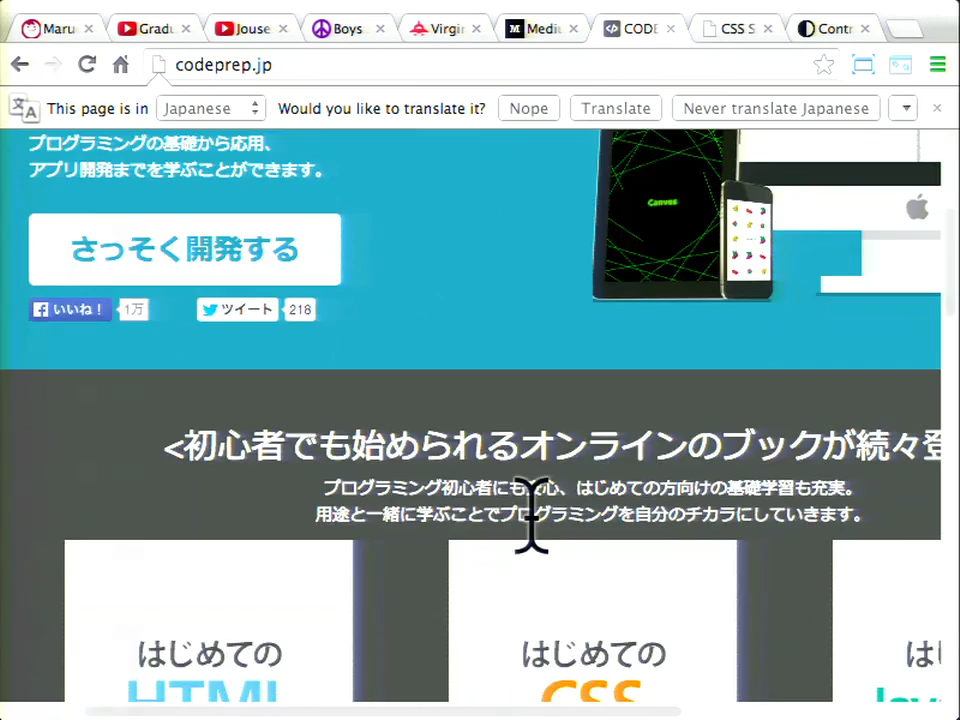 Maru
Gradu
Jouse
Boys
Virgir
Mediu
CODE
CSS S
Contr
codeprep.jp
This page is in Japanese Would you like to translate it? Nope Translate Never translate Japanese
プログラミングの基礎から応用、
アプリ開発までを学ぶことができます。
Canvas
さっそく開発する
いいね! 1万 ツイート 218
<初心者でも始められるオンラインのブックが続々登
プログラミング初心者にも安心、はじめての方向けの基礎学習も充実。
用途と一緒に学ぶことでプログラミングを自分のチカラにしていきます。
はじめての はじめての はじ
HTML CSS